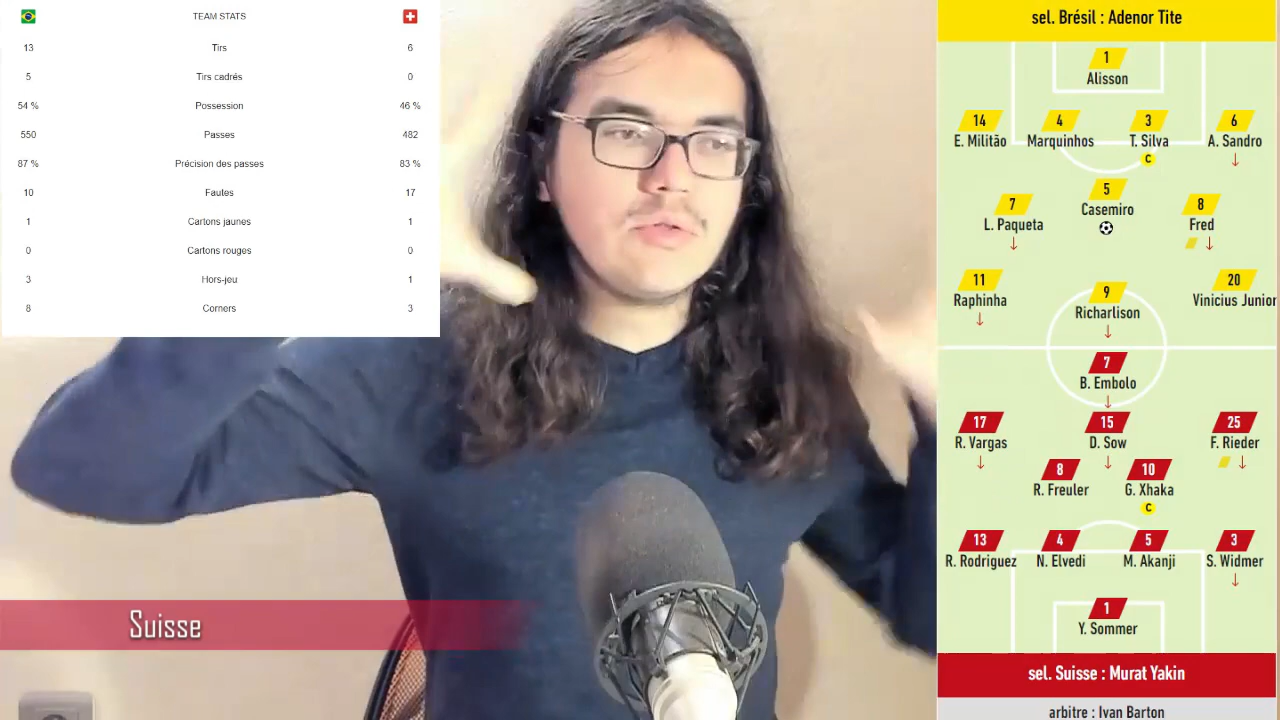 TEAM STATS
13 Tirs 6
5 Tirs cadrés 0
54 % Possession 46 %
550 Passes 482
87 % Précision des passes 83 %
10 Fautes 17
1 Cartons jaunes 1
0 Cartons rouges 0
3 Hors-jeu 1
8 Corners 3
Suisse
sel. Brésil : Adenor Tite
1
Alisson
14 4 3 6
E. Militão Marquinhos T. Silva A. Sandro
C
5
Casemiro
7 8
L. Paqueta Fred
11 9 20
Raphinha Richarlison Vinicius Junior
7
B. Embolo
17 15 25
R. Vargas D. Sow F. Rieder
8 10
R. Freuler G. Xhaka
C
13 4 5 3
R. Rodriguez N. Elvedi M. Akanji S. Widmer
1
Y. Sommer
sel. Suisse : Murat Yakin
arbitre : Ivan Barton